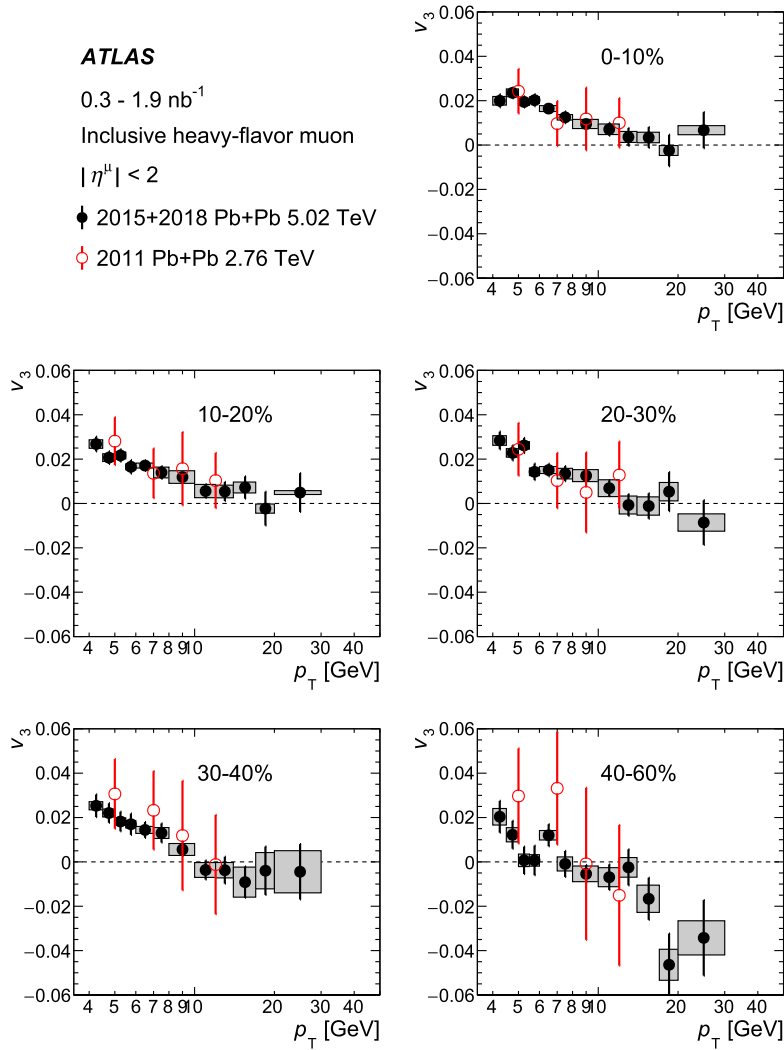 ATLAS
0.3 - 1.9 nb⁻¹
Inclusive heavy-flavor muon
| η^μ | < 2
2015+2018 Pb+Pb 5.02 TeV
2011 Pb+Pb 2.76 TeV
v₃
0.06
0.04
0.02
0
−0.02
−0.04
−0.06
0-10%
4 5 6 7 8 9 10 20 30
p_T [GeV]
v₃
0.06
0.04
0.02
0
−0.02
−0.04
−0.06
10-20%
4 5 6 7 8 9 10 20 30
p_T [GeV]
v₃
0.06
0.04
0.02
0
−0.02
−0.04
−0.06
20-30%
4 5 6 7 8 9 10 20 30
p_T [GeV]
v₃
0.06
0.04
0.02
0
−0.02
−0.04
−0.06
30-40%
4 5 6 7 8 9 10 20 30
p_T [GeV]
v₃
0.06
0.04
0.02
0
−0.02
−0.04
−0.06
40-60%
4 5 6 7 8 9 10 20 30
p_T [GeV]